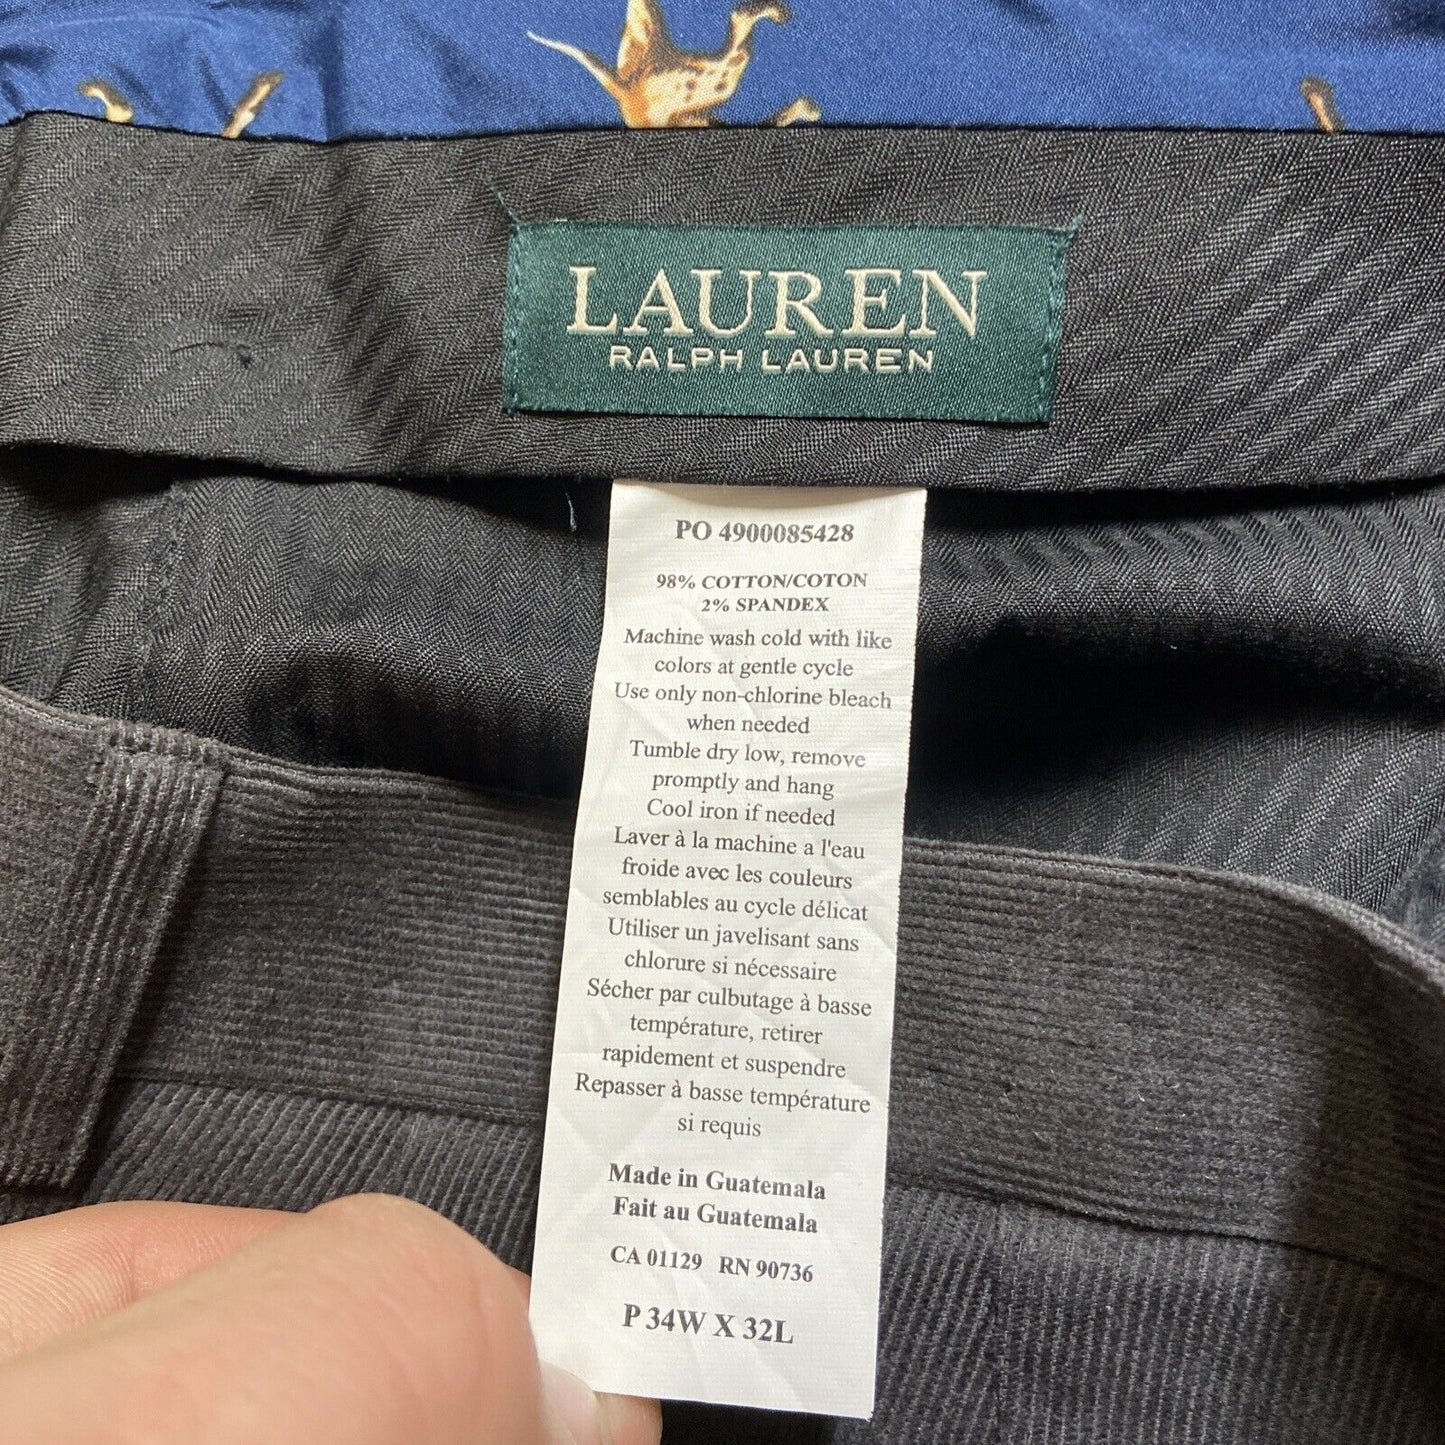 LAUREN
RALPH LAUREN
PO 4900085428
98% COTTON/COTON
2% SPANDEX
Machine wash cold with like
colors at gentle cycle
Use only non-chlorine bleach
when needed
Tumble dry low, remove
promptly and hang
Cool iron if needed
Laver à la machine a l'eau
froide avec les couleurs
semblables au cycle délicat
Utiliser un javelisant sans
chlorure si nécessaire
Sécher par culbutage à basse
température, retirer
rapidement et suspendre
Repasser à basse température
si requis
Made in Guatemala
Fait au Guatemala
CA 01129 RN 90736
P 34W X 32L